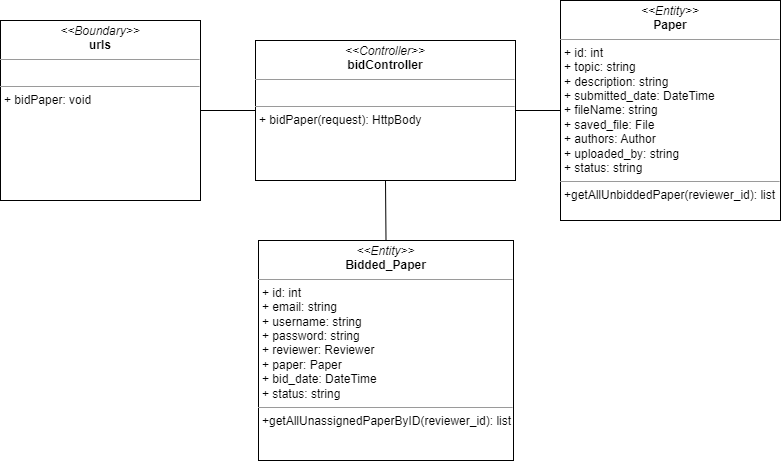 <<Boundary>>
urls
+ bidPaper: void
<<Controller>>
bidController
+ bidPaper(request): HttpBody
<<Entity>>
Paper
+ id: int
+ topic: string
+ description: string
+ submitted_date: DateTime
+ fileName: string
+ saved_file: File
+ authors: Author
+ uploaded_by: string
+ status: string
+getAllUnbiddedPaper(reviewer_id): list
<<Entity>>
Bidded_Paper
+ id: int
+ email: string
+ username: string
+ password: string
+ reviewer: Reviewer
+ paper: Paper
+ bid_date: DateTime
+ status: string
+getAllUnassignedPaperByID(reviewer_id): list